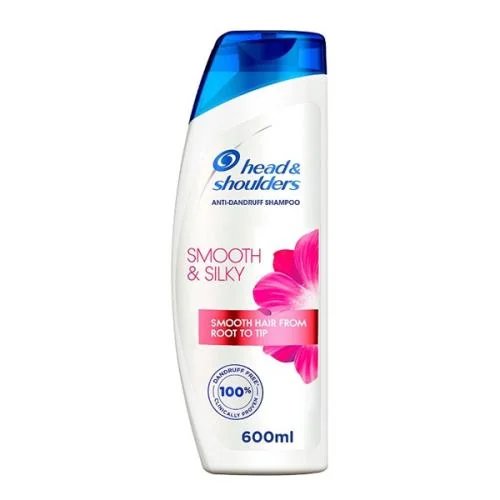 head &
shoulders
ANTI-DANDRUFF SHAMPOO
SMOOTH
& SILKY
SMOOTH HAIR FROM
ROOT TO TIP
DANDRUFF FREE*
100%
CLINICALLY PROVEN
600ml